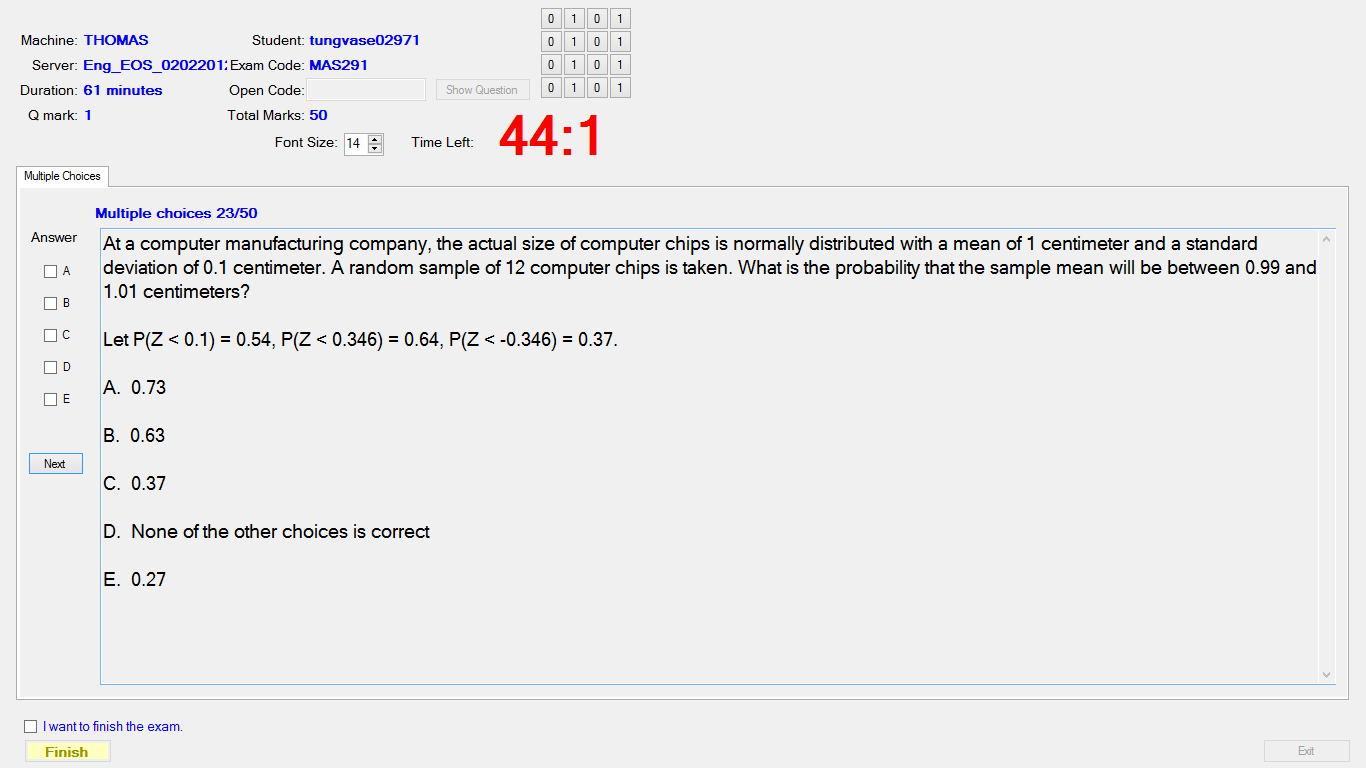 Machine: THOMAS Student: tungvase02971
Server: Eng_EOS_0202201 Exam Code: MAS291
Duration: 61 minutes Open Code: Show Question
Q mark: 1 Total Marks: 50
0 1 0 1
0 1 0 1
0 1 0 1
0 1 0 1
Font Size: 14 Time Left: 44:1
Multiple Choices
Multiple choices 23/50
Answer
A
B
C
D
E
Next
At a computer manufacturing company, the actual size of computer chips is normally distributed with a mean of 1 centimeter and a standard
deviation of 0.1 centimeter. A random sample of 12 computer chips is taken. What is the probability that the sample mean will be between 0.99 and
1.01 centimeters?
Let P(Z < 0.1) = 0.54, P(Z < 0.346) = 0.64, P(Z < -0.346) = 0.37.
A. 0.73
B. 0.63
C. 0.37
D. None of the other choices is correct
E. 0.27
I want to finish the exam.
Finish
Exit